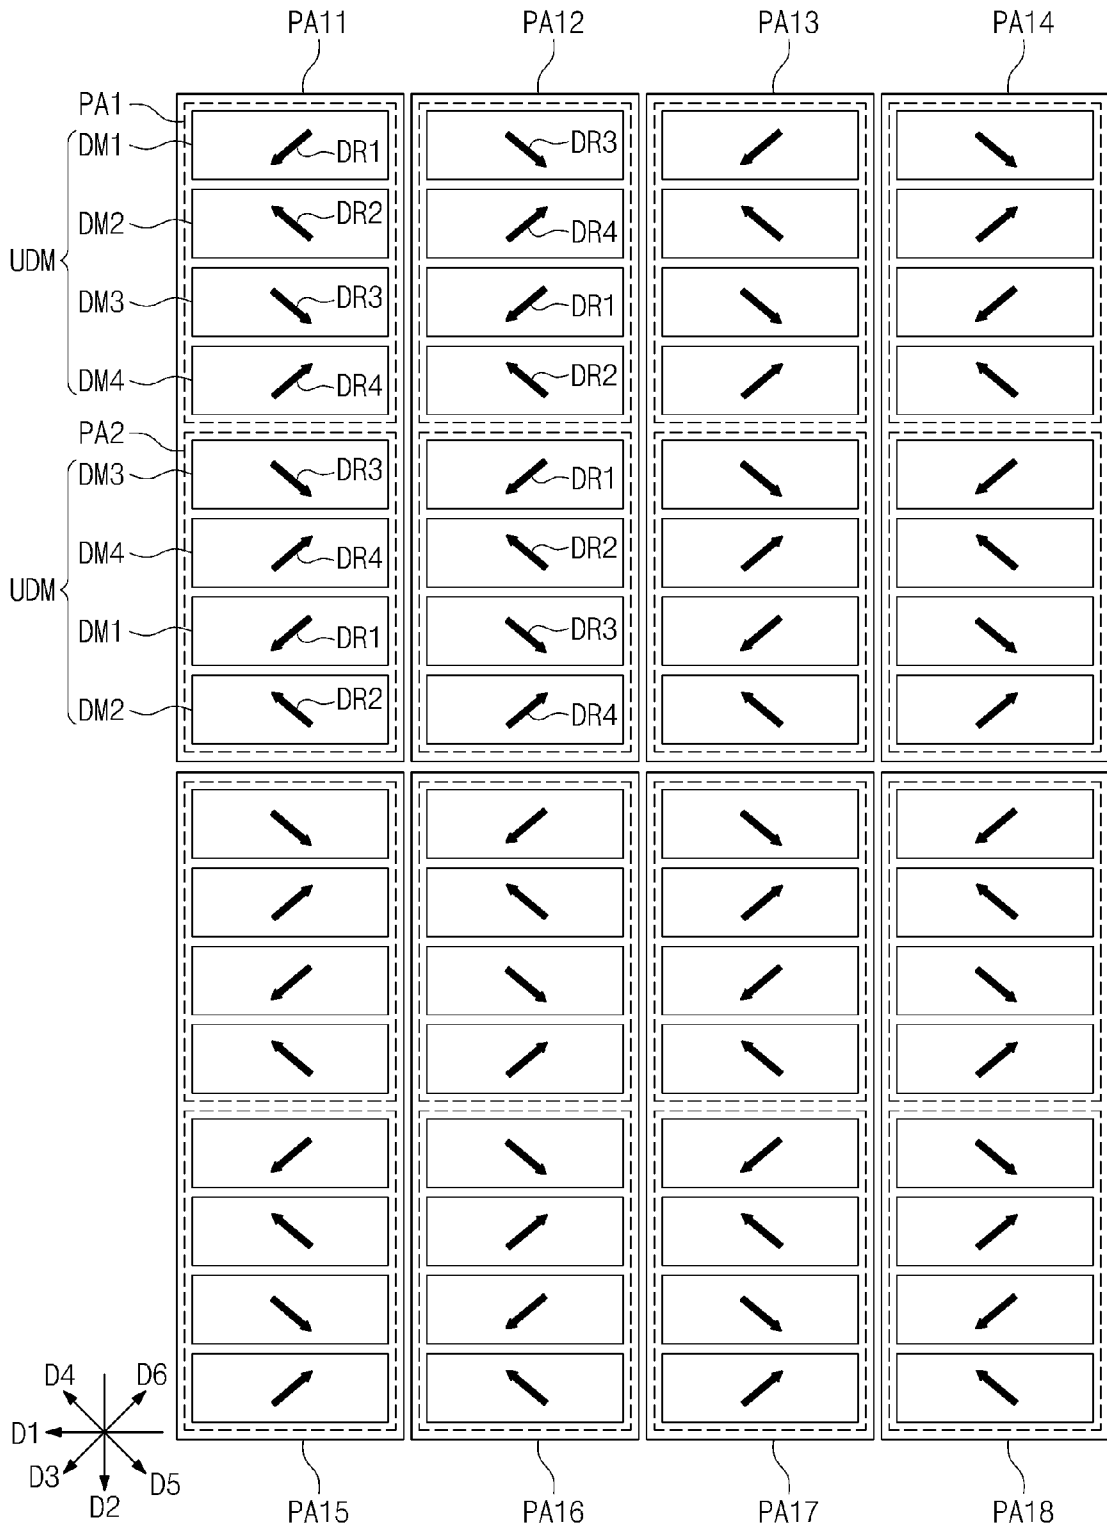 PA11 PA12 PA13 PA14
PA1
DM1 DR1 DR3
DM2 DR2 DR4
UDM
DM3 DR3 DR1
DM4 DR4 DR2
PA2
DM3 DR3 DR1
DM4 DR4 DR2
UDM
DM1 DR1 DR3
DM2 DR2 DR4
D4 D6
D1
D3 D5
D2
PA15 PA16 PA17 PA18